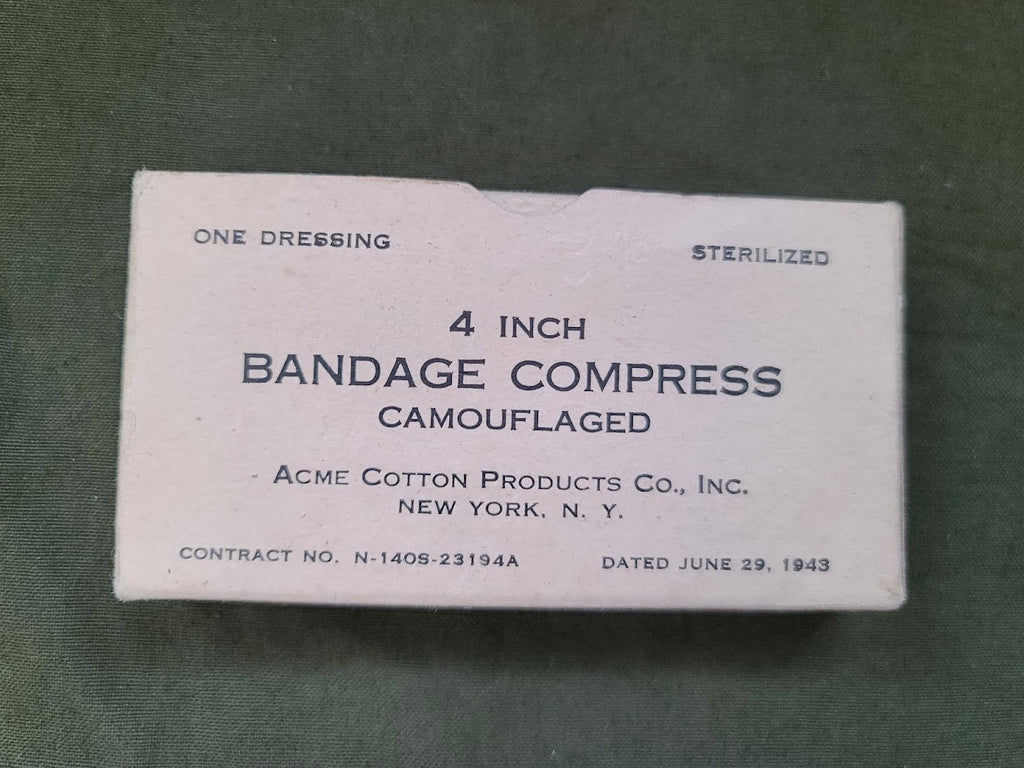 ONE DRESSING
STERILIZED
4 INCH
BANDAGE COMPRESS
CAMOUFLAGED
ACME COTTON PRODUCTS CO., INC.
NEW YORK, N. Y.
CONTRACT NO. N-140S-23194A
DATED JUNE 29, 1943